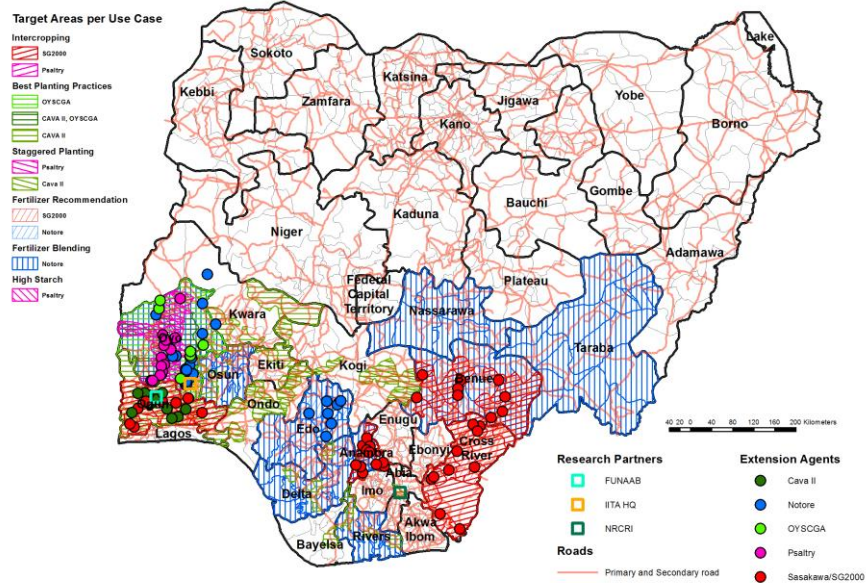 Target Areas per Use Case
Intercropping
SG2000
Psaltry
Best Planting Practices
OYSCGA
CAVA II, OYSCGA
CAVA II
Staggered Planting
Psaltry
Cava II
Fertilizer Recommendation
SG2000
Notore
Fertilizer Blending
Notore
High Starch
Psaltry
Lake
Sokoto
Katsina
Kebbi
Zamfara
Jigawa
Yobe
Kano
Borno
Kaduna
Bauchi
Gombe
Niger
Adamawa
Plateau
Federal
Capital
Territory
Nassarawa
Kwara
Taraba
Oyo
Osun
Ekiti
Kogi
Benue
Ogun
Ondo
Lagos
Edo
Enugu
Anambra
Ebonyi
Cross
River
Abia
Delta
Imo
Akwa
Ibom
Bayelsa
Rivers
40 20 0 40 80 120 160 200 Kilometers
Research Partners
FUNAAB
IITA HQ
NRCRI
Roads
Primary and Secondary road
Extension Agents
Cava II
Notore
OYSCGA
Psaltry
Sasakawa/SG2000